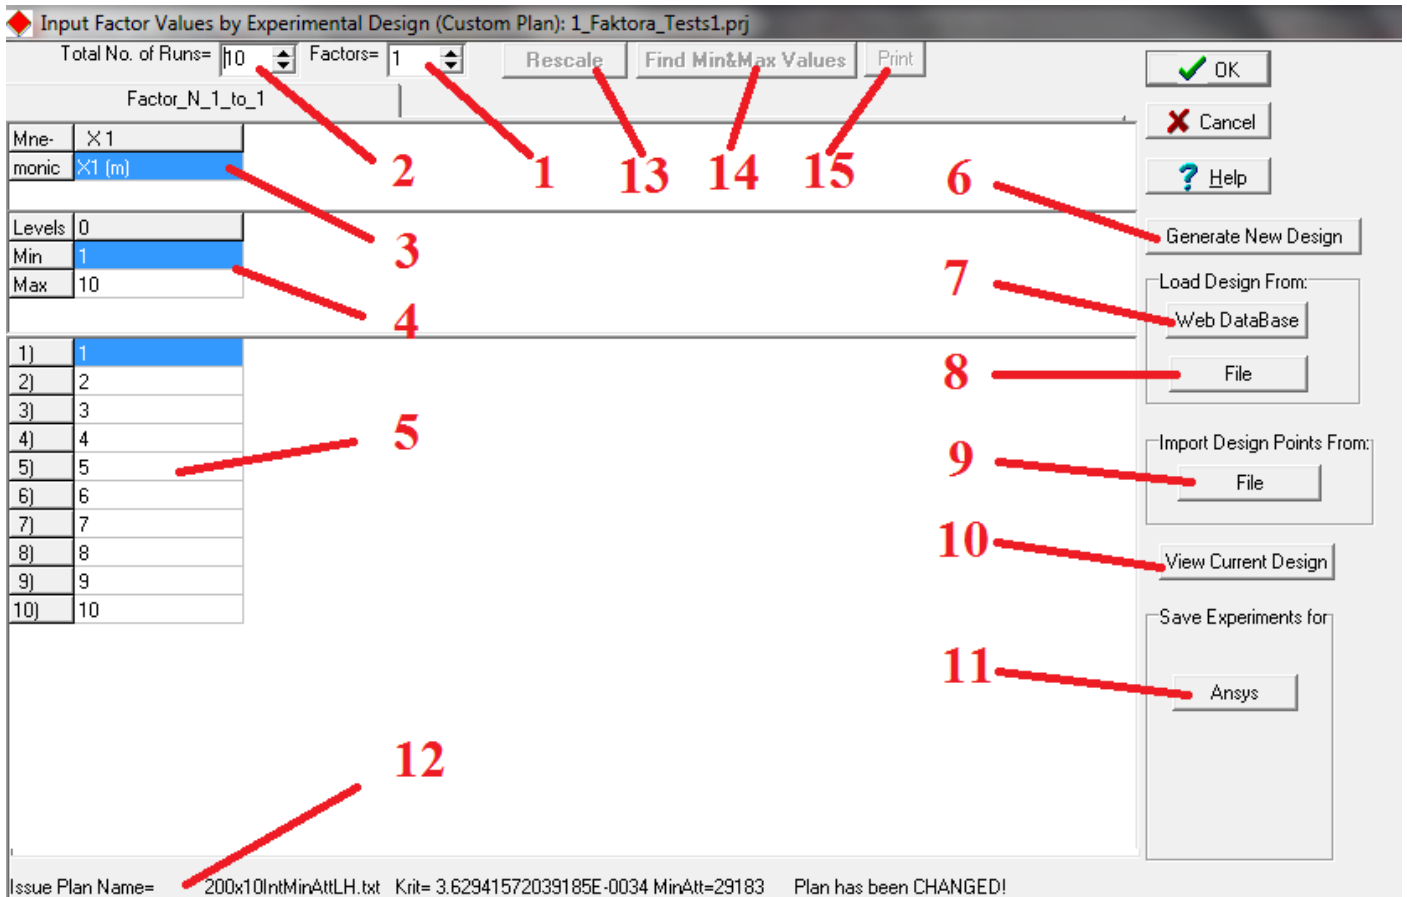 Input Factor Values by Experimental Design (Custom Plan): 1_Faktora_Tests1.prj
Total No. of Runs= 10 Factors= 1 Rescale Find Min&Max Values Print
OK
Factor_N_1_to_1
Cancel
Mne- X 1
monic X1 (m)
Help
2 1 13 14 15 6
Levels 0
Generate New Design
Min 1
3
Max 10
7
Load Design From:
4
Web DataBase
1) 1
2) 2
8
File
3) 3
4) 4
5
Import Design Points From:
5) 5
9
File
6) 6
7) 7
10
8) 8
View Current Design
9) 9
10) 10
Save Experiments for
11
Ansys
12
Issue Plan Name= 200x10IntMinAttLH.txt Krit= 3.62941572039185E-0034 MinAtt=29183 Plan has been CHANGED!